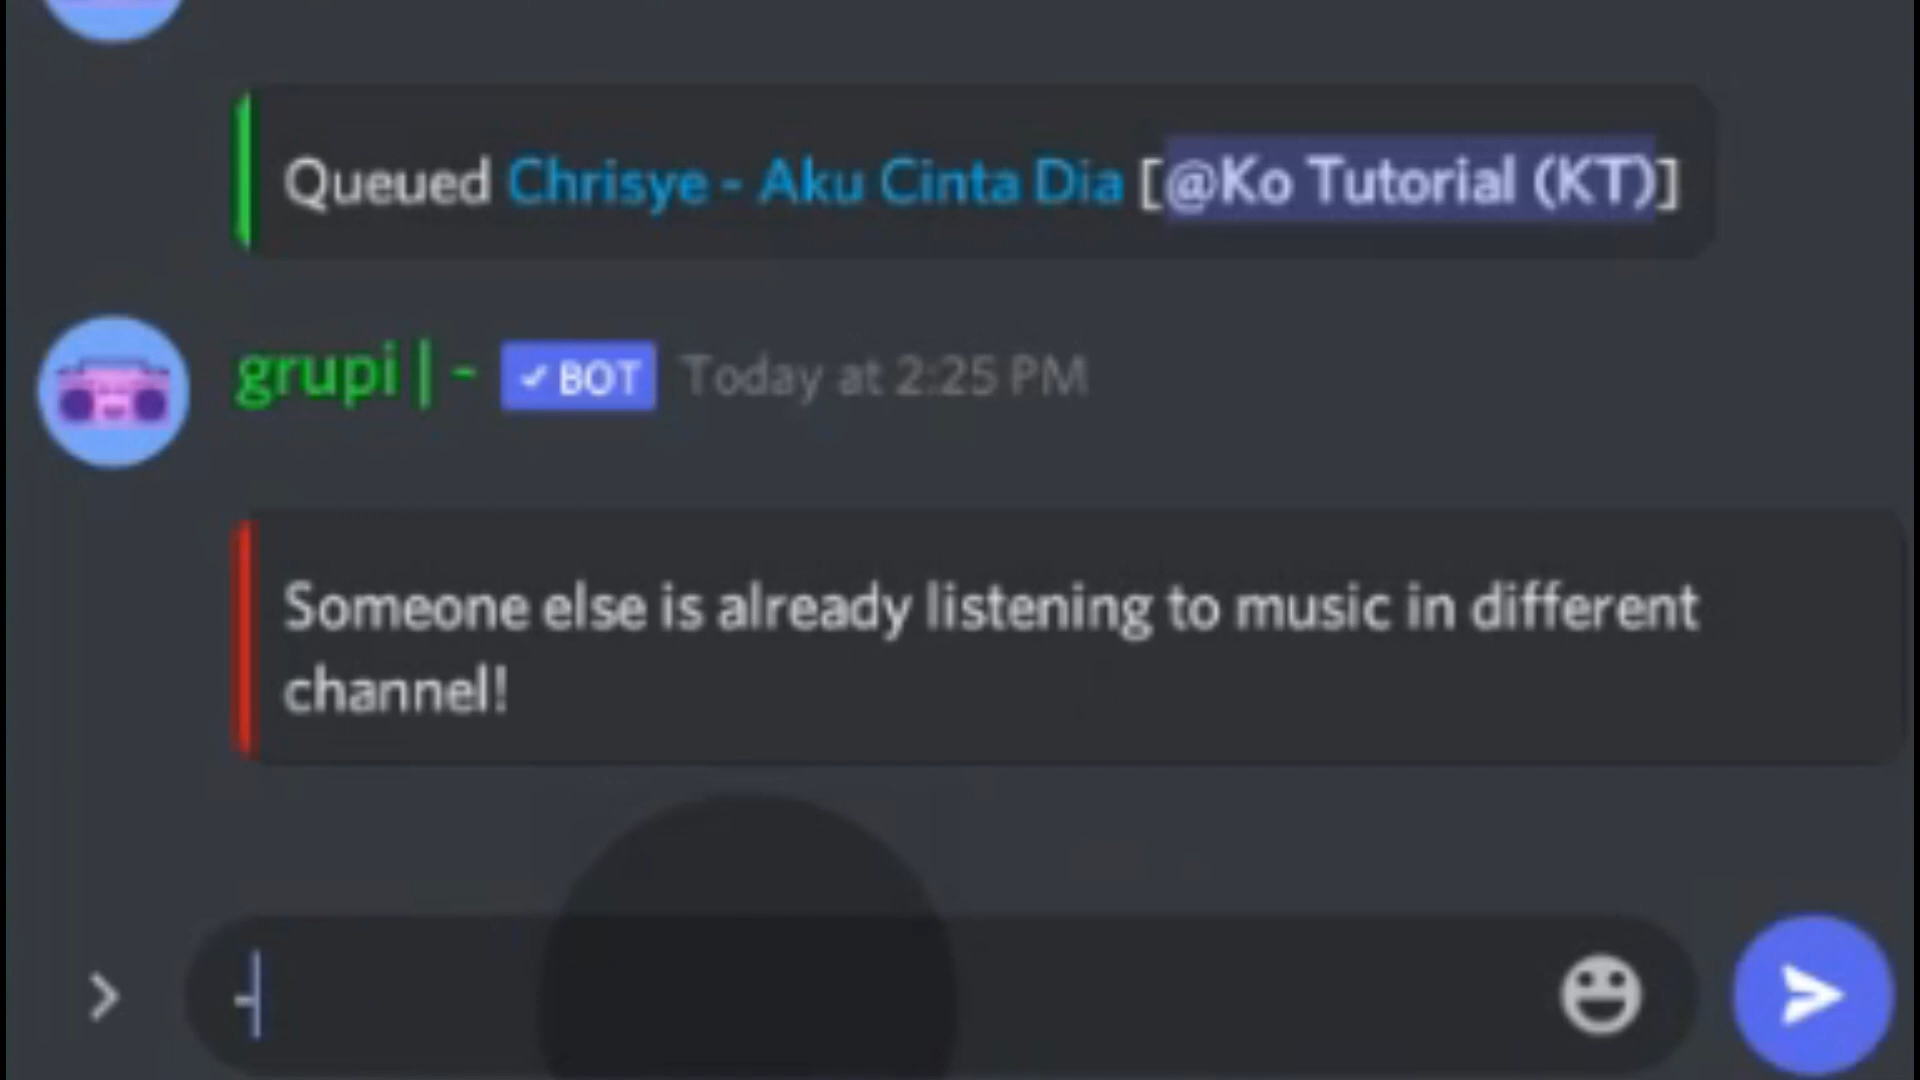 Queued Chrisye - Aku Cinta Dia [@Ko Tutorial (KT)]
grupi | - ✓ BOT Today at 2:25 PM
Someone else is already listening to music in different
channel!
-